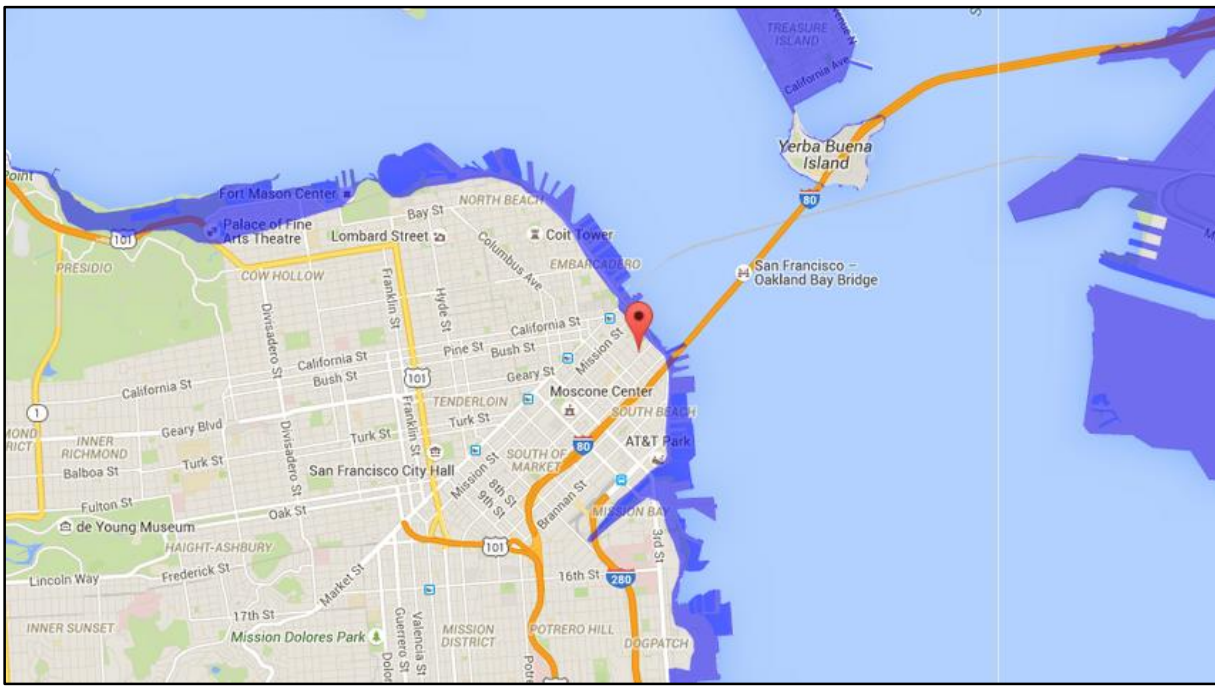 TREASURE
ISLAND
California Ave
Yerba Buena
Island
80
San Francisco –
Oakland Bay Bridge
Point
Fort Mason Center
Palace of Fine
Arts Theatre
101
PRESIDIO
COW HOLLOW
Lombard Street
Bay St
NORTH BEACH
Coit Tower
Columbus Ave
EMBARCADERO
Divisadero St
Franklin St
Hyde St
California St
Pine St
Bush St
Mission St
California St
Bush St
California St
Geary St
101
Moscone Center
1
Geary Blvd
TENDERLOIN
SOUTH BEACH
Turk St
Franklin St
Turk St
80
AT&T Park
MOND
RICT
INNER
RICHMOND
Balboa St
Turk St
Divisadero St
San Francisco City Hall
Mission St
SOUTH OF
MARKET
8th St
9th St
Brannan St
MISSION BAY
Fulton St
Oak St
de Young Museum
HAIGHT-ASHBURY
101
3rd St
Lincoln Way
Frederick St
Market St
16th St
280
17th St
INNER SUNSET
Mission Dolores Park
Dolor
Guerrero St
Valencia St
MISSION
DISTRICT
POTRERO HILL
Potre
DOGPATCH